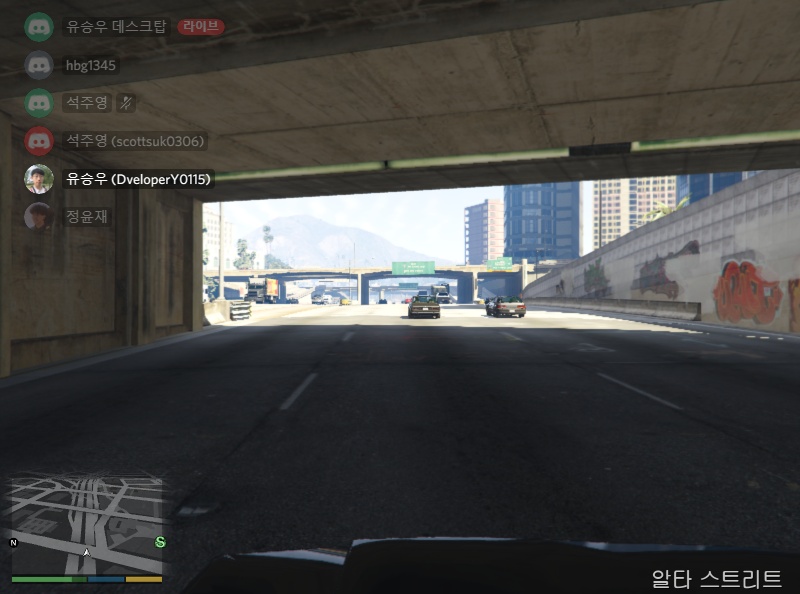 유승우 데스크탑 라이브
hbg1345
석주영
석주영 (scottsuk0306)
유승우 (DveloperY0115)
정윤재
N
S
알타 스트리트